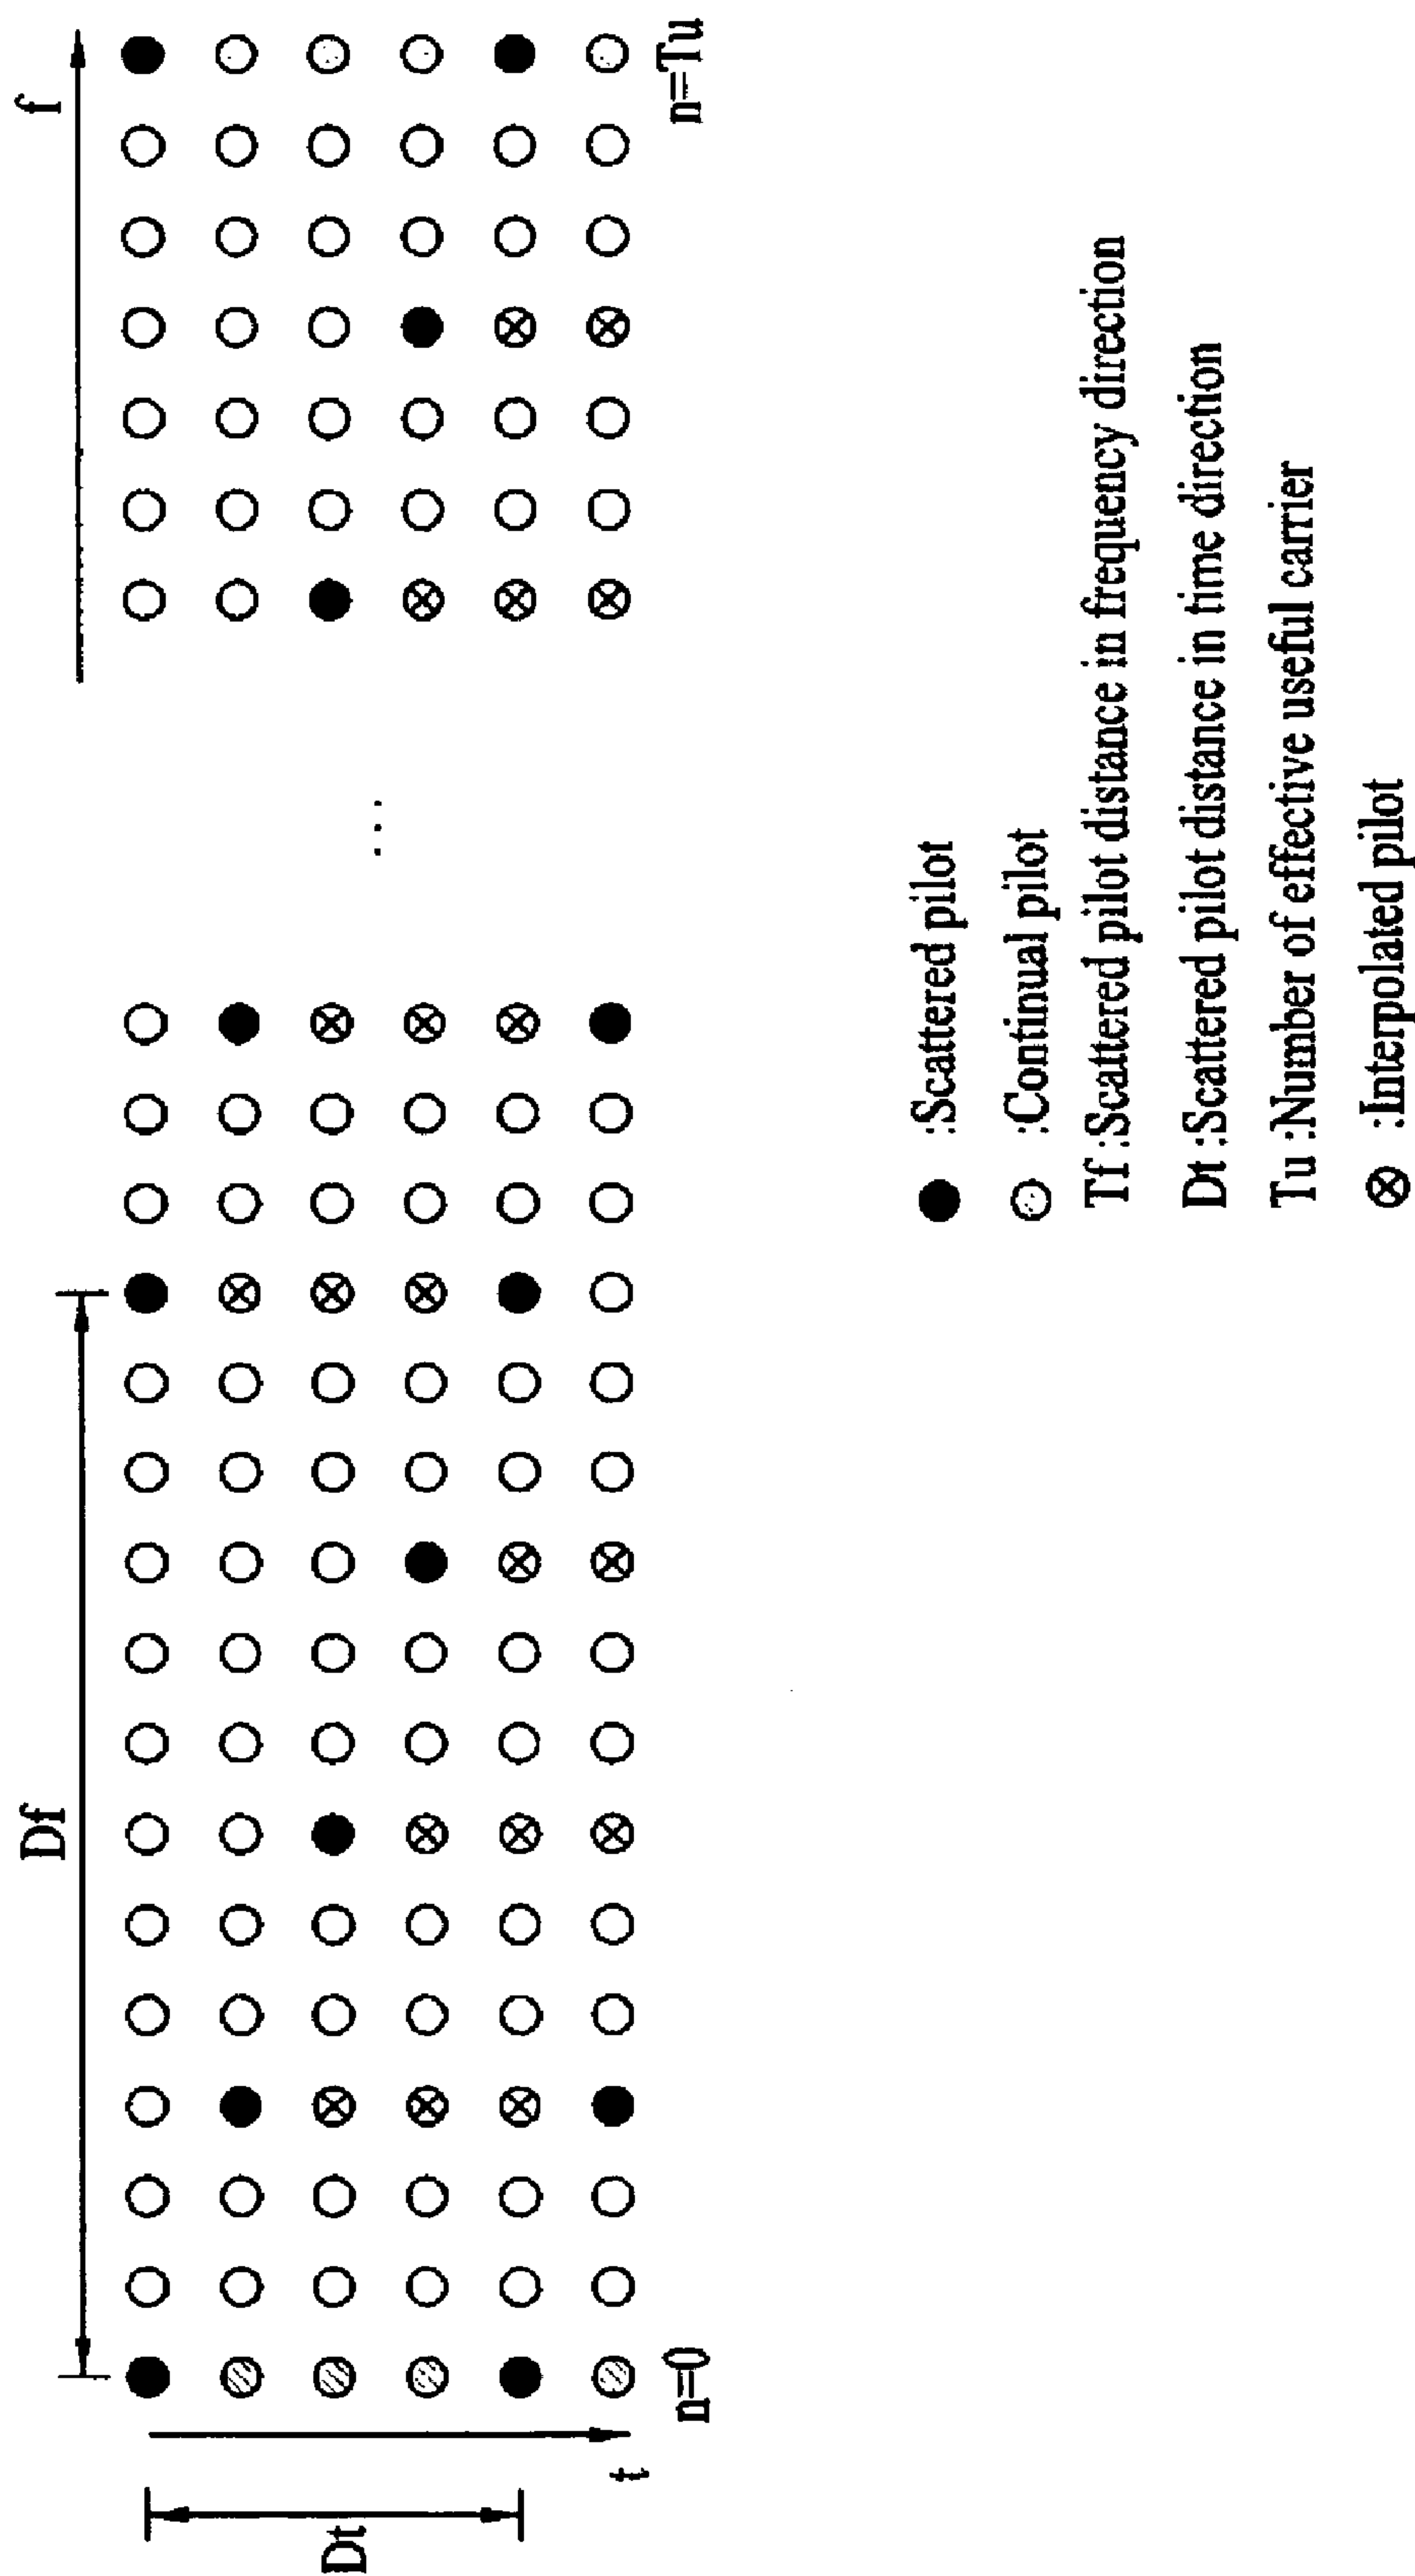 Df
f
Dt
t
n=0
...
n=Tu
:Scattered pilot
:Continual pilot
Tf :Scattered pilot distance in frequency direction
Dt :Scattered pilot distance in time direction
Tu :Number of effective useful carrier
:Interpolated pilot